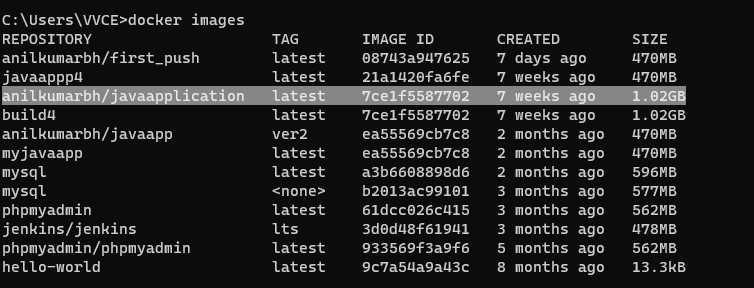 C:\Users\VVCE>docker images
REPOSITORY TAG IMAGE ID CREATED SIZE
anilkumarbh/first_push latest 08743a947625 7 days ago 470MB
javaappp4 latest 21a1420fa6fe 7 weeks ago 470MB
anilkumarbh/javaapplication latest 7ce1f5587702 7 weeks ago 1.02GB
build4 latest 7ce1f5587702 7 weeks ago 1.02GB
anilkumarbh/javaapp ver2 ea55569cb7c8 2 months ago 470MB
myjavaapp latest ea55569cb7c8 2 months ago 470MB
mysql latest a3b6608898d6 2 months ago 596MB
mysql <none> b2013ac99101 3 months ago 577MB
phpmyadmin latest 61dcc026c415 3 months ago 562MB
jenkins/jenkins lts 3d0d48f61941 3 months ago 478MB
phpmyadmin/phpmyadmin latest 933569f3a9f6 5 months ago 562MB
hello-world latest 9c7a54a9a43c 8 months ago 13.3kB